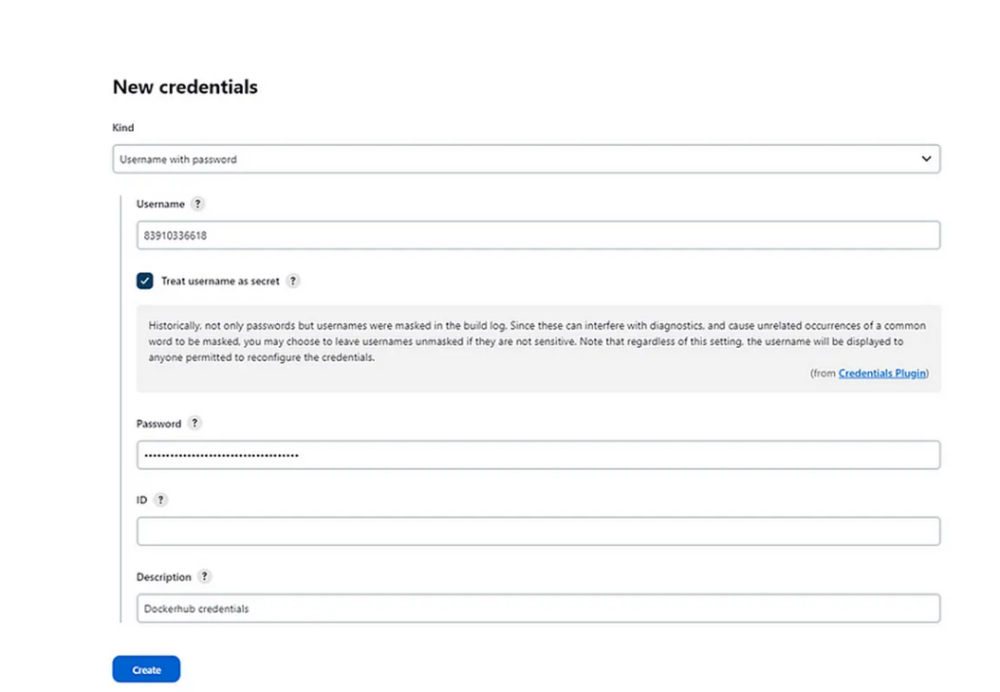 New credentials
Kind
Username with password
Username ?
83910336618
Treat username as secret ?
Historically, not only passwords but usernames were masked in the build log. Since these can interfere with diagnostics, and cause unrelated occurrences of a common
word to be masked, you may choose to leave usernames unmasked if they are not sensitive. Note that regardless of this setting, the username will be displayed to
anyone permitted to reconfigure the credentials.
(from Credentials Plugin)
Password ?
ID ?
Description ?
Dockerhub credentials
Create